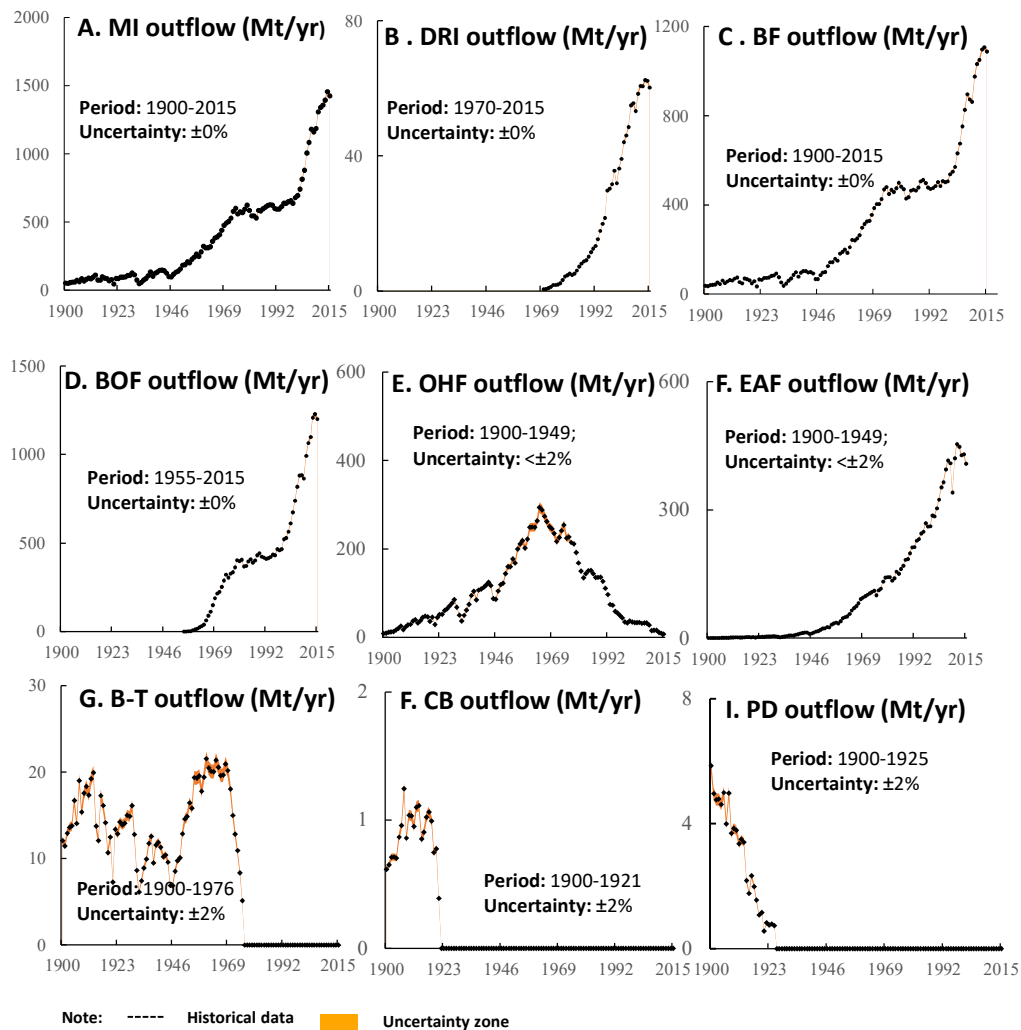 A. MI outflow (Mt/yr)
2000
1500
1000
500
0
Period: 1900-2015
Uncertainty: ±0%
1900 1923 1946 1969 1992 2015
B . DRI outflow (Mt/yr)
80
40
0
Period: 1970-2015
Uncertainty: ±0%
1900 1923 1946 1969 1992 2015
C . BF outflow (Mt/yr)
1200
800
400
0
Period: 1900-2015
Uncertainty: ±0%
1900 1923 1946 1969 1992 2015
D. BOF outflow (Mt/yr)
1500
1000
500
0
Period: 1955-2015
Uncertainty: ±0%
1900 1923 1946 1969 1992 2015
E. OHF outflow (Mt/yr)
600
400
200
0
Period: 1900-1949;
Uncertainty: <±2%
1900 1923 1946 1969 1992 2015
F. EAF outflow (Mt/yr)
600
300
0
Period: 1900-1949;
Uncertainty: <±2%
1900 1923 1946 1969 1992 2015
G. B-T outflow (Mt/yr)
30
20
10
0
Period: 1900-1976
Uncertainty: ±2%
1900 1923 1946 1969 1992 2015
F. CB outflow (Mt/yr)
2
1
0
Period: 1900-1921
Uncertainty: ±2%
1900 1923 1946 1969 1992 2015
I. PD outflow (Mt/yr)
8
4
0
Period: 1900-1925
Uncertainty: ±2%
1900 1923 1946 1969 1992 2015
Note: Historical data Uncertainty zone